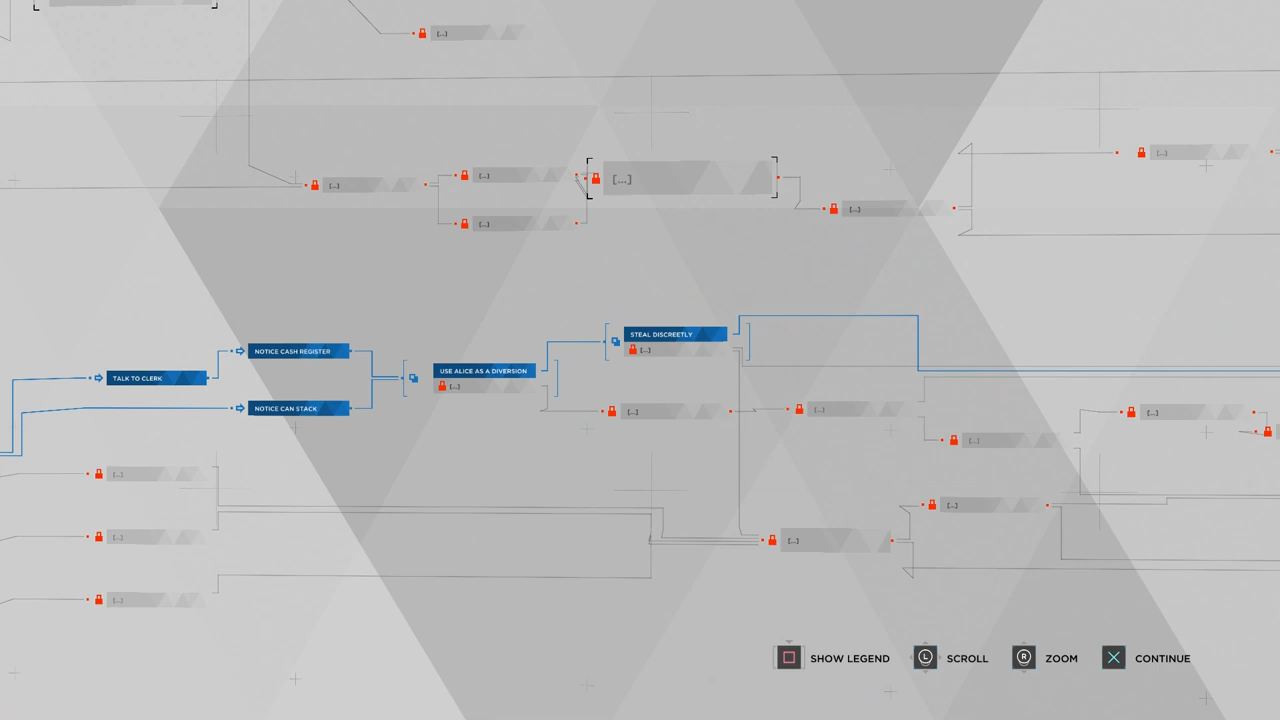 [...]
[...]
[...]
[...]
[...]
[...]
[...]
STEAL DISCREETLY
[...]
NOTICE CASH REGISTER
USE ALICE AS A DIVERSION
TALK TO CLERK
[...]
NOTICE CAN STACK
[...]
[...]
[...]
[...]
[...]
[...]
[...]
[...]
[...]
SHOW LEGEND
L
SCROLL
R
ZOOM
CONTINUE